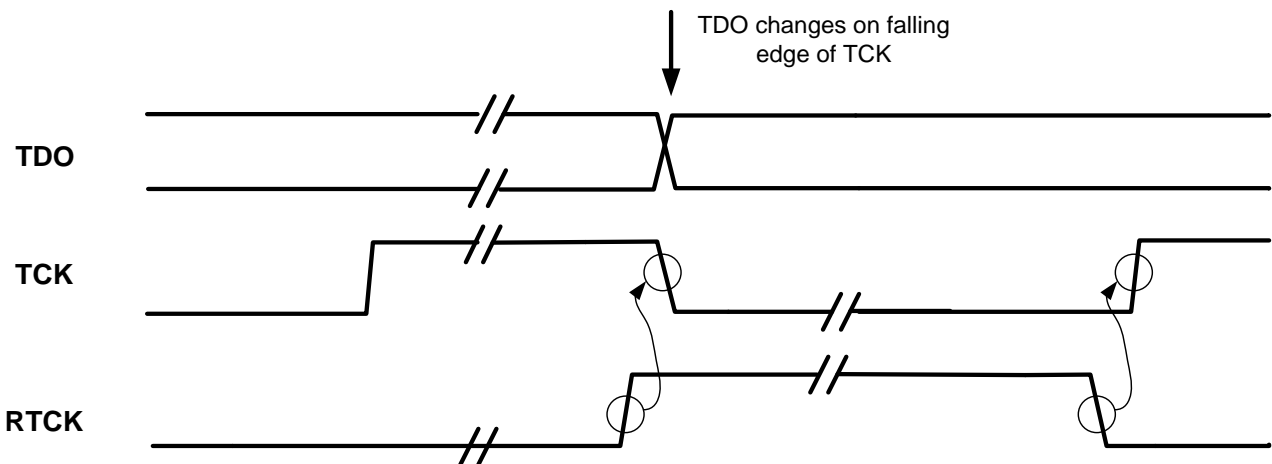 TDO changes on falling
edge of TCK
TDO
TCK
RTCK